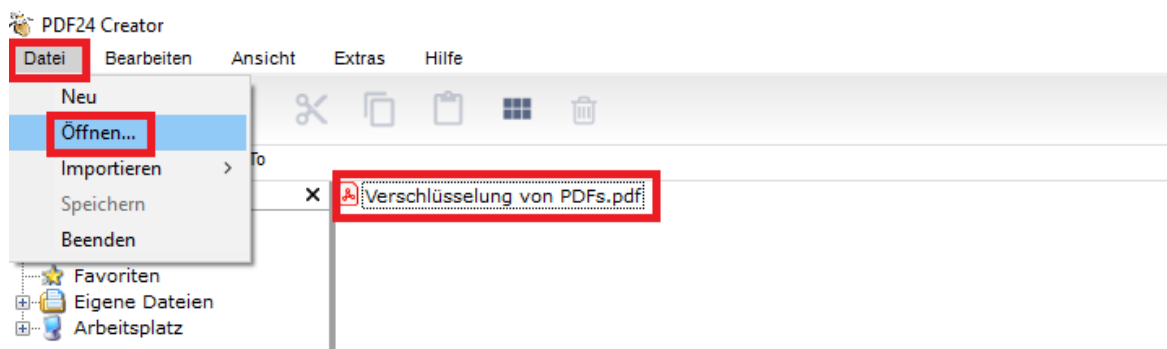 PDF24 Creator
Datei Bearbeiten Ansicht Extras Hilfe
Neu
Öffnen...
Importieren
To
Speichern
Beenden
Verschlüsselung von PDFs.pdf
Favoriten
Eigene Dateien
Arbeitsplatz